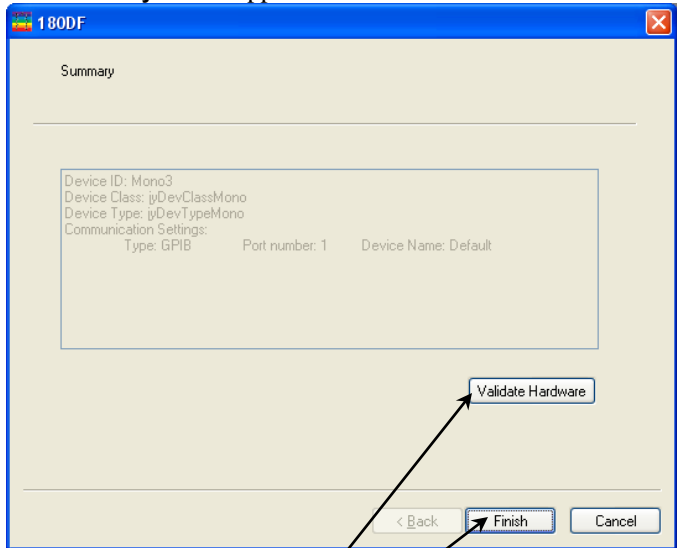 180DF
Summary
Device ID: Mono3
Device Class: jyDevClassMono
Device Type: jyDevTypeMono
Communication Settings:
Type: GPIB Port number: 1 Device Name: Default
Validate Hardware
< Back Finish Cancel